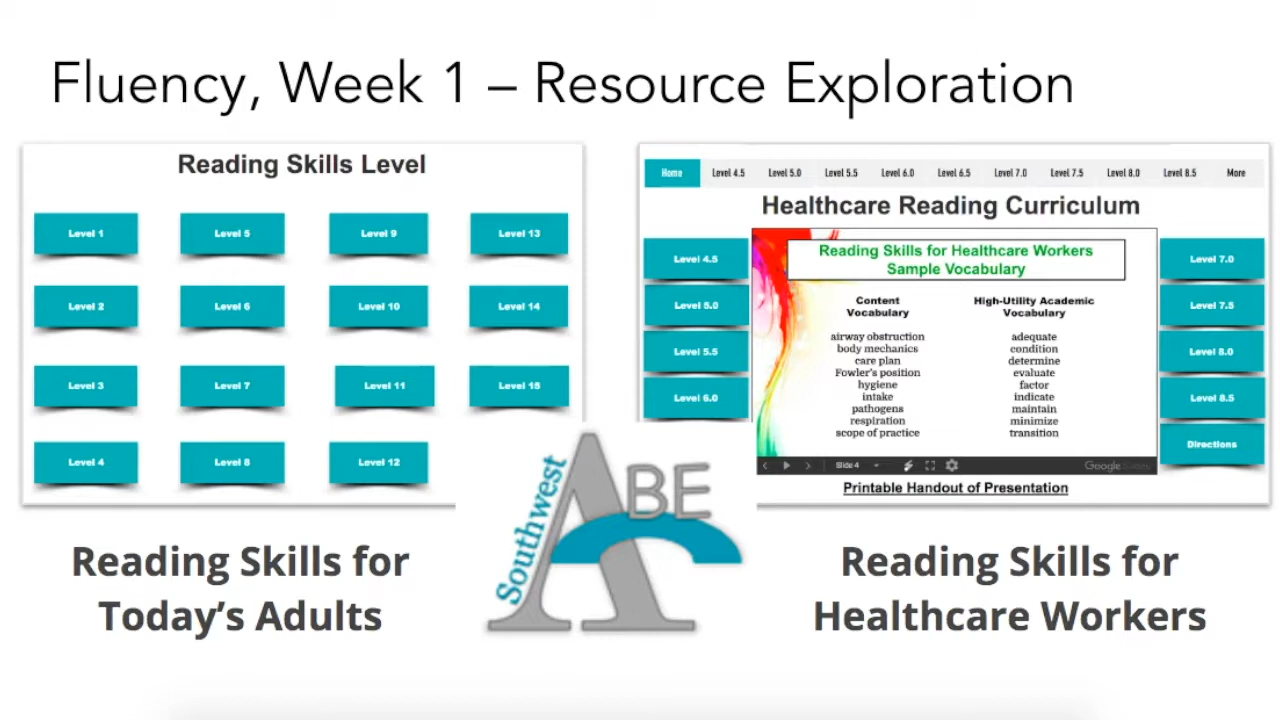 Fluency, Week 1 – Resource Exploration
Reading Skills Level
Level 1 Level 5 Level 9 Level 13
Level 2 Level 6 Level 10 Level 14
Level 3 Level 7 Level 11 Level 15
Level 4 Level 8 Level 12
Home Level 4.5 Level 5.0 Level 5.5 Level 6.0 Level 6.5 Level 7.0 Level 7.5 Level 8.0 Level 8.5 More
Healthcare Reading Curriculum
Level 4.5
Level 5.0
Level 5.5
Level 6.0
Reading Skills for Healthcare Workers
Sample Vocabulary
Content
Vocabulary
airway obstruction
body mechanics
care plan
Fowler's position
hygiene
intake
pathogens
respiration
scope of practice
High-Utility Academic
Vocabulary
adequate
condition
determine
evaluate
factor
indicate
maintain
minimize
transition
Slide 4
Google Slides
Level 7.0
Level 7.5
Level 8.0
Level 8.5
Directions
Printable Handout of Presentation
Southwest
ABE
Reading Skills for
Today’s Adults
Reading Skills for
Healthcare Workers